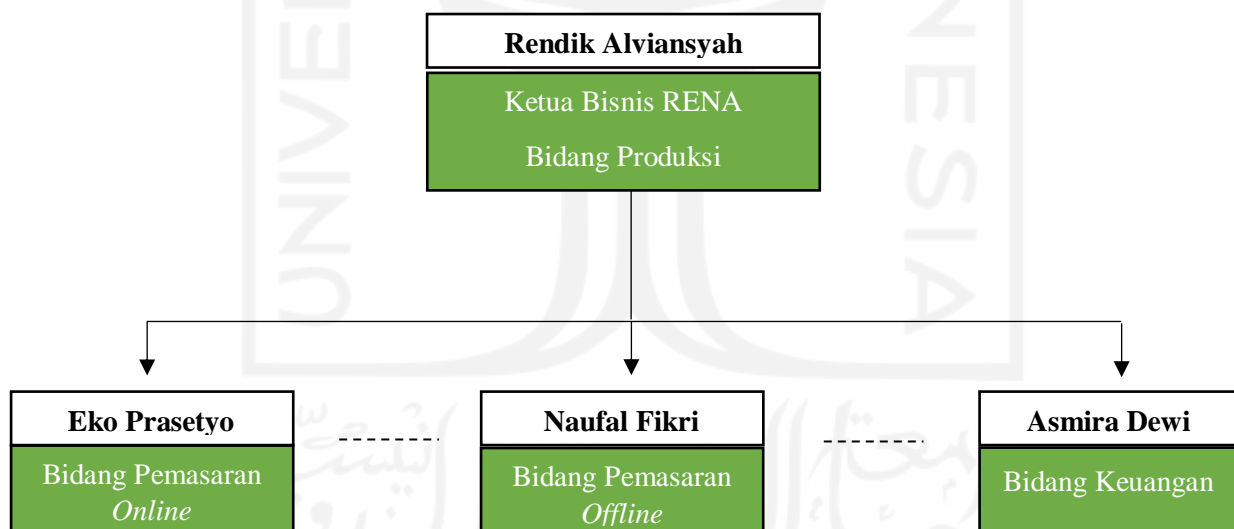 Rendik Alviansyah
Ketua Bisnis RENA
Bidang Produksi
Eko Prasetyo
Bidang Pemasaran
Online
Naufal Fikri
Bidang Pemasaran
Offline
Asmira Dewi
Bidang Keuangan